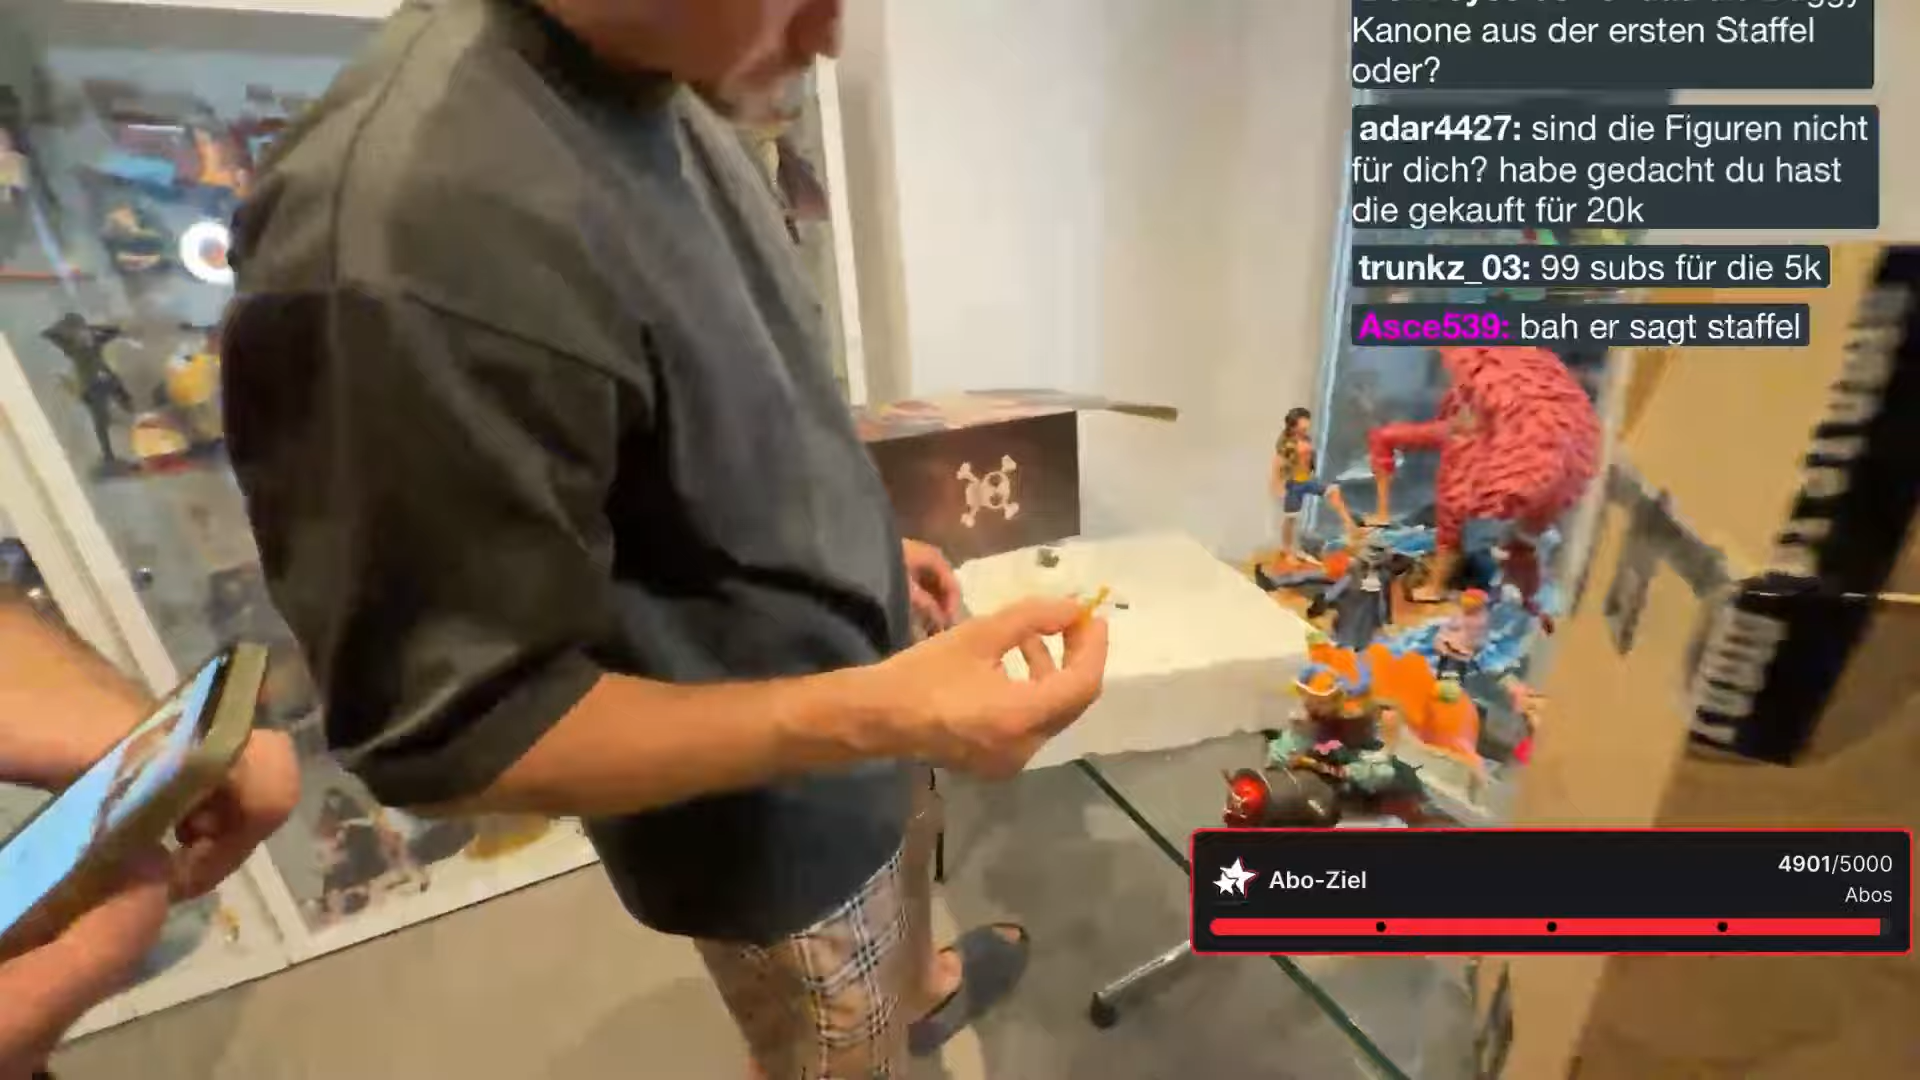 Kanone aus der ersten Staffel
oder?
adar4427: sind die Figuren nicht
für dich? habe gedacht du hast
die gekauft für 20k
trunkz_03: 99 subs für die 5k
Asce539: bah er sagt staffel
Abo-Ziel
4901/5000
Abos